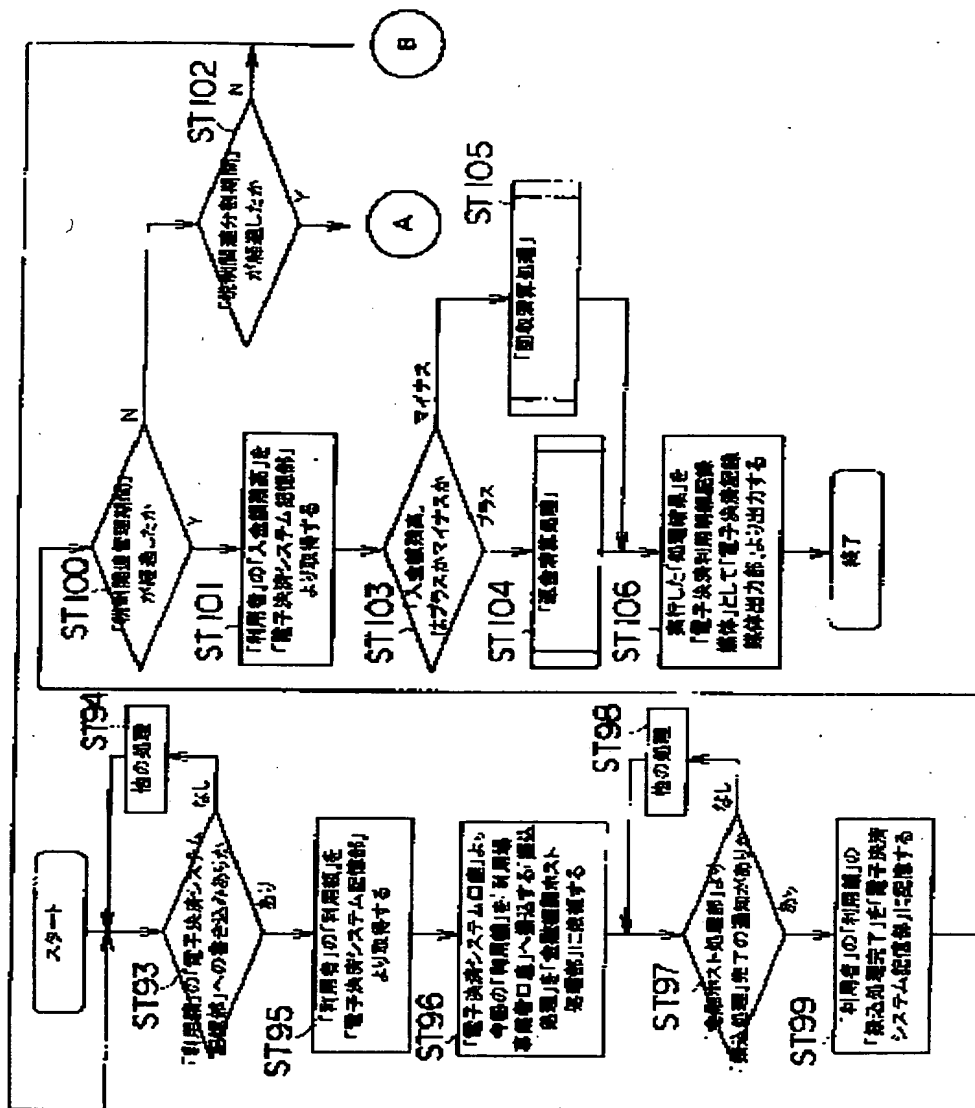 スタート
ST93
「利用額」の「電子決済システム
記憶部」への書き込みあるか
なし
あり
ST94
他の処理
ST95
「利用者」の「利用額」を
「電子決済システム記憶部」
より取得する
ST96
「電子決済システム口座」より
今回の「利用額」を「利用場
事業者口座」へ振込する「振込
処理」を「金融機関ホスト
処理部」に依頼する
ST97
「金融ホスト処理部」より
「振込処理」完了の通知がありか
なし
あり
ST98
他の処理
ST99
「利用者」の「利用額」の
「振込処理完了」を「電子決済
システム記憶部」に記憶する
ST100
が経過したか
N
Y
ST101
「利用者」の「入金額残高」を
「電子決済システム記憶部」
より取得する
ST102
が経過したか
N
Y
A
B
ST103
「入金額残高」
はプラスかマイナスか
マイナス
プラス
ST104
「返金清算処理」
ST105
「回収清算処理」
ST106
実行した「処理結果」を
「電子決済利用明細記録
媒体」として「電子決済記録
媒体出力部」より出力する
終了